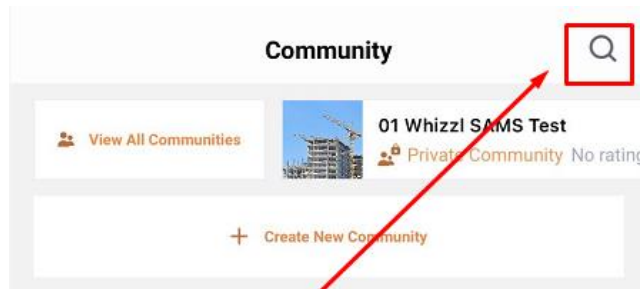 Community
View All Communities
01 Whizzl SAMS Test
Private Community No rating
+ Create New Community